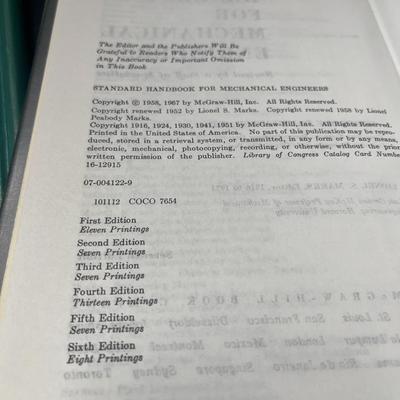 The Editor and the Publishers Will Be
Grateful to Readers Who Notify Them of
Any Inaccuracy or Important Omission
in This Book
STANDARD HANDBOOK FOR MECHANICAL ENGINEERS
Copyright © 1958, 1967 by McGraw-Hill, Inc. All Rights Reserved.
Copyright renewed 1952 by Lionel S. Marks. Copyright renewed 1958 by Lionel
Peabody Marks.
Copyright 1916, 1924, 1930, 1941, 1951 by McGraw-Hill, Inc. All Rights Reserved.
Printed in the United States of America. No part of this publication may be repro-
duced, stored in a retrieval system, or transmitted, in any form or by any means,
electronic, mechanical, photocopying, recording, or otherwise, without the prior
written permission of the publisher. Library of Congress Catalog Card Number
16-12915
07-004122-9
101112 COCO 7654
First Edition
Eleven Printings
Second Edition
Seven Printings
Third Edition
Seven Printings
Fourth Edition
Thirteen Printings
Fifth Edition
Seven Printings
Sixth Edition
Eight Printings